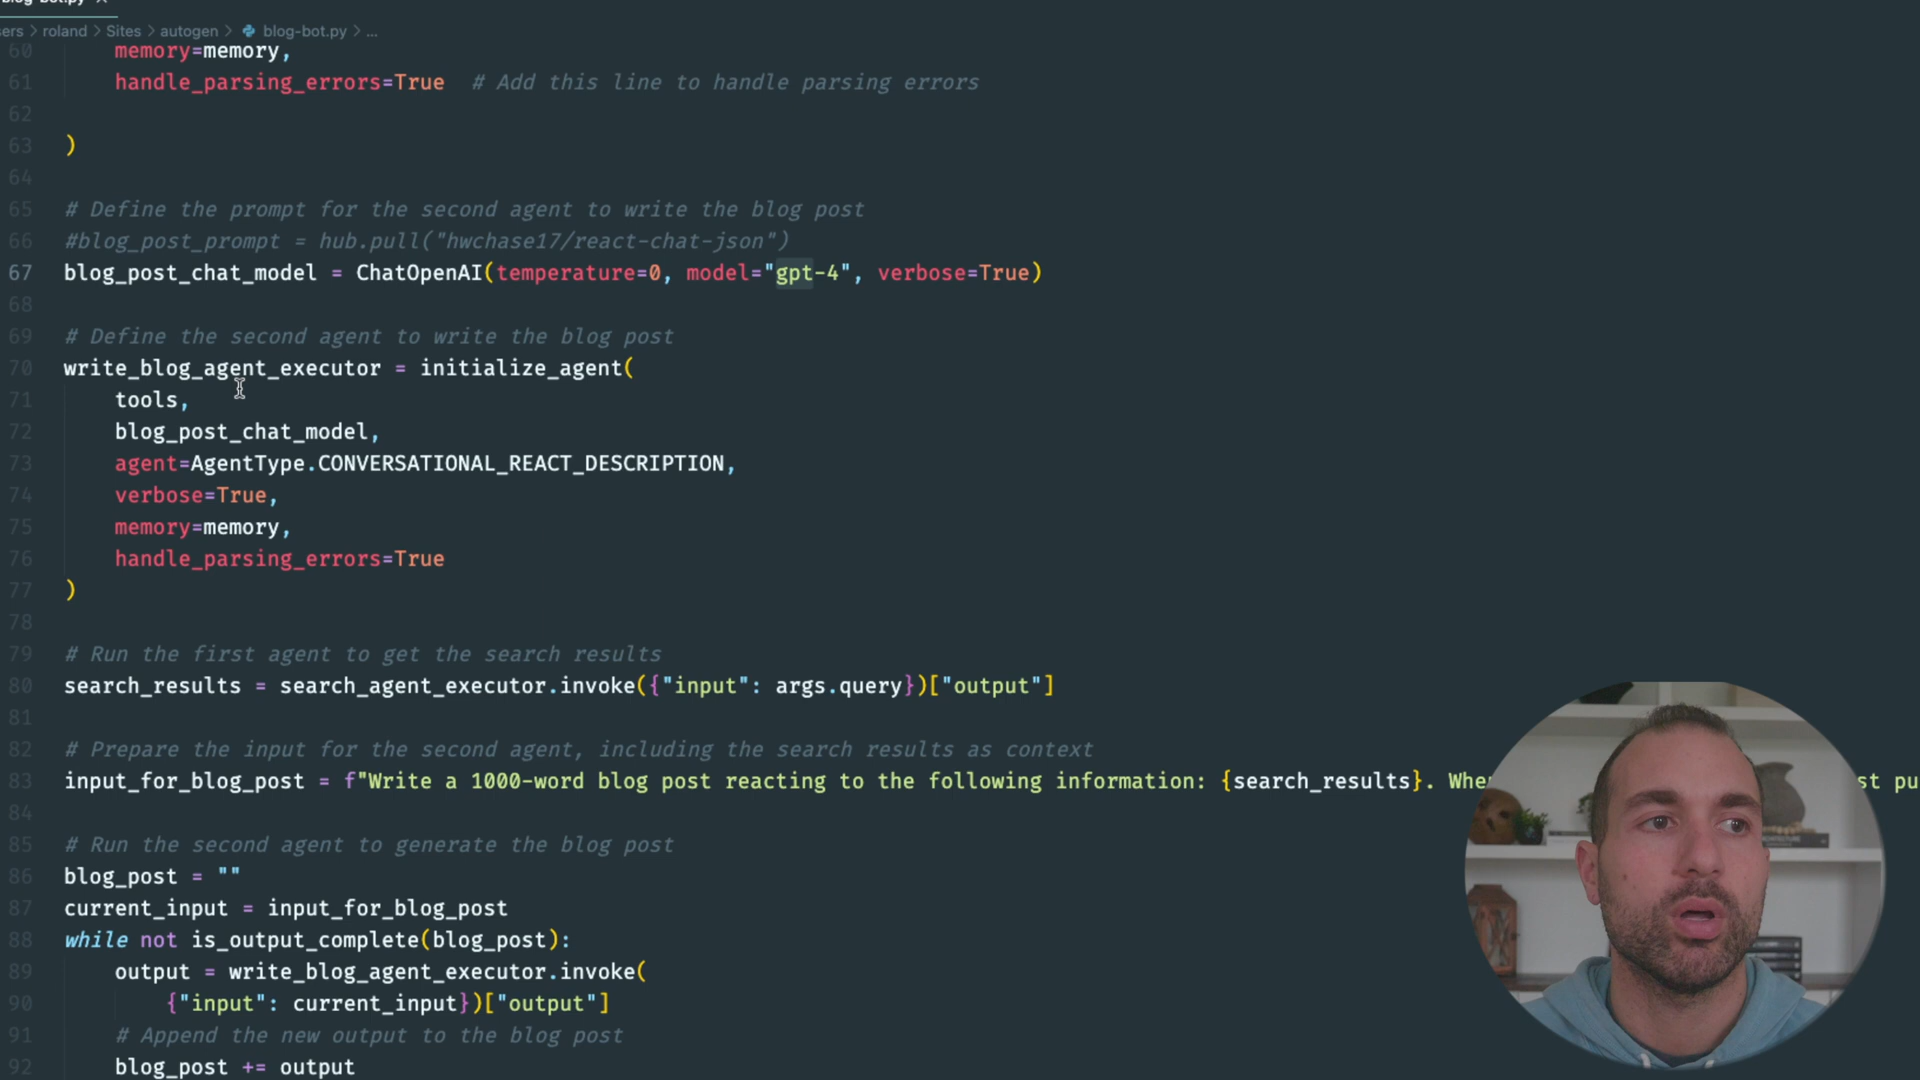 blog-bot.py ×
ers > roland > Sites > autogen > blog-bot.py > ...
60 memory=memory,
61 handle_parsing_errors=True # Add this line to handle parsing errors
62
63 )
64
65 # Define the prompt for the second agent to write the blog post
66 #blog_post_prompt = hub.pull("hwchase17/react-chat-json")
67 blog_post_chat_model = ChatOpenAI(temperature=0, model="gpt-4", verbose=True)
68
69 # Define the second agent to write the blog post
70 write_blog_agent_executor = initialize_agent(
71 tools,
72 blog_post_chat_model,
73 agent=AgentType.CONVERSATIONAL_REACT_DESCRIPTION,
74 verbose=True,
75 memory=memory,
76 handle_parsing_errors=True
77 )
78
79 # Run the first agent to get the search results
80 search_results = search_agent_executor.invoke({"input": args.query})["output"]
81
82 # Prepare the input for the second agent, including the search results as context
83 input_for_blog_post = f"Write a 1000-word blog post reacting to the following information: {search_results}. Whe st pu
84
85 # Run the second agent to generate the blog post
86 blog_post = ""
87 current_input = input_for_blog_post
88 while not is_output_complete(blog_post):
89 output = write_blog_agent_executor.invoke(
90 {"input": current_input})["output"]
91 # Append the new output to the blog post
92 blog_post += output